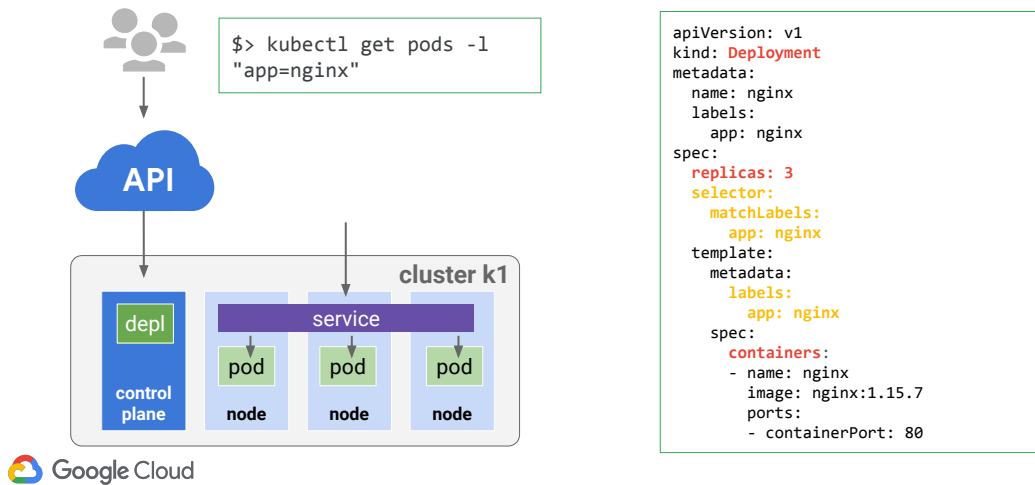 $> kubectl get pods -l
"app=nginx"
API
cluster k1
depl
control
plane
service
pod
pod
pod
node
node
node
Google Cloud
apiVersion: v1
kind: Deployment
metadata:
  name: nginx
  labels:
    app: nginx
spec:
  replicas: 3
  selector:
    matchLabels:
      app: nginx
  template:
    metadata:
      labels:
        app: nginx
    spec:
      containers:
      - name: nginx
        image: nginx:1.15.7
        ports:
        - containerPort: 80